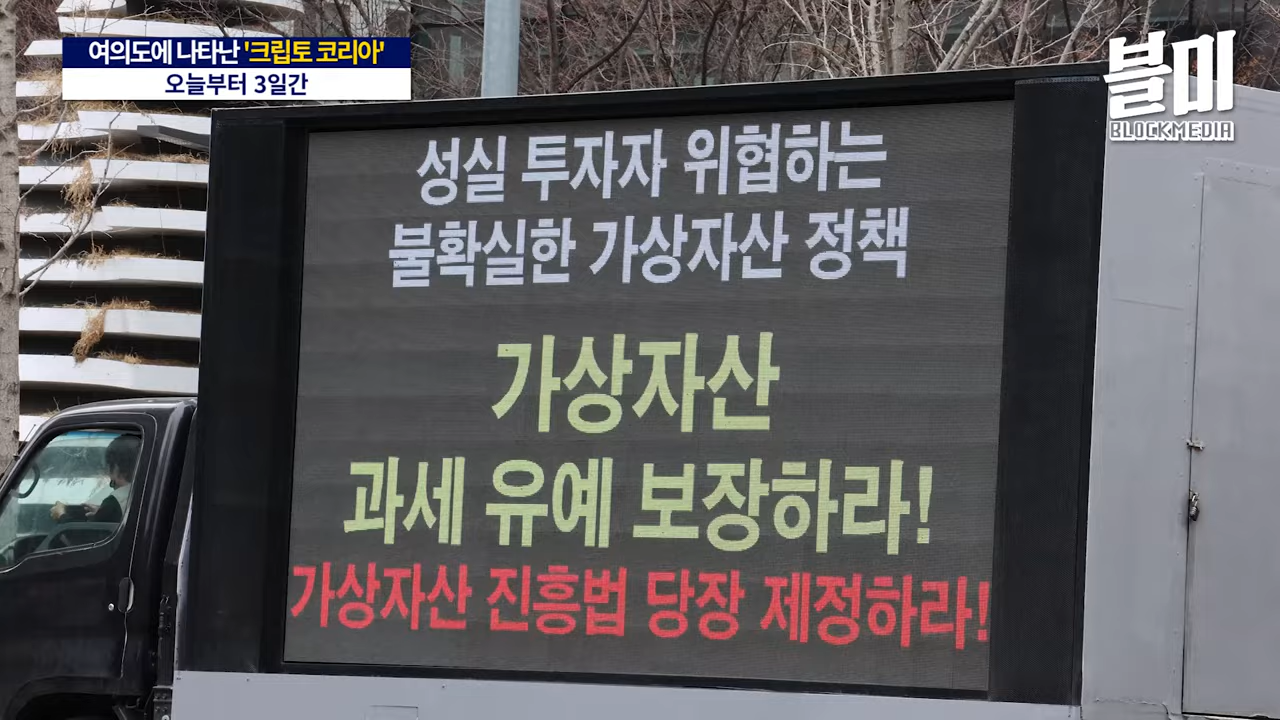 여의도에 나타난 '크립토 코리아'
오늘부터 3일간
블미
BLOCKMEDIA
성실 투자자 위협하는
불확실한 가상자산 정책
가상자산
과세 유예 보장하라!
가상자산 진흥법 당장 제정하라!